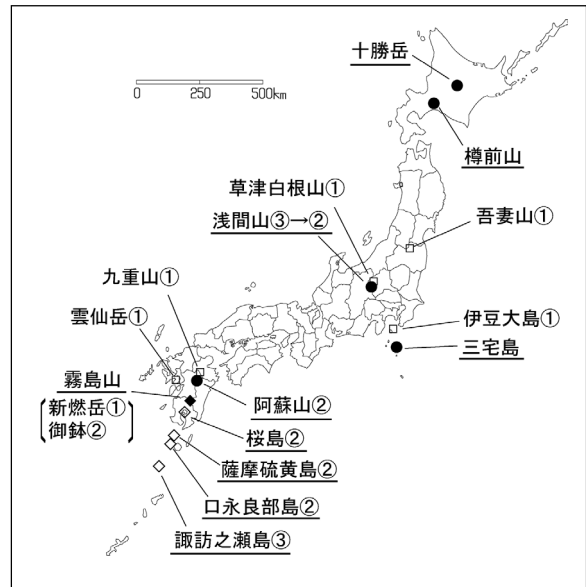 十勝岳
0 250 500km
樽前山
草津白根山①
吾妻山①
浅間山③→②
九重山①
雲仙岳①
伊豆大島①
三宅島
霧島山
新燃岳①
御鉢②
阿蘇山②
桜島②
薩摩硫黄島②
口永良部島②
諏訪之瀬島③